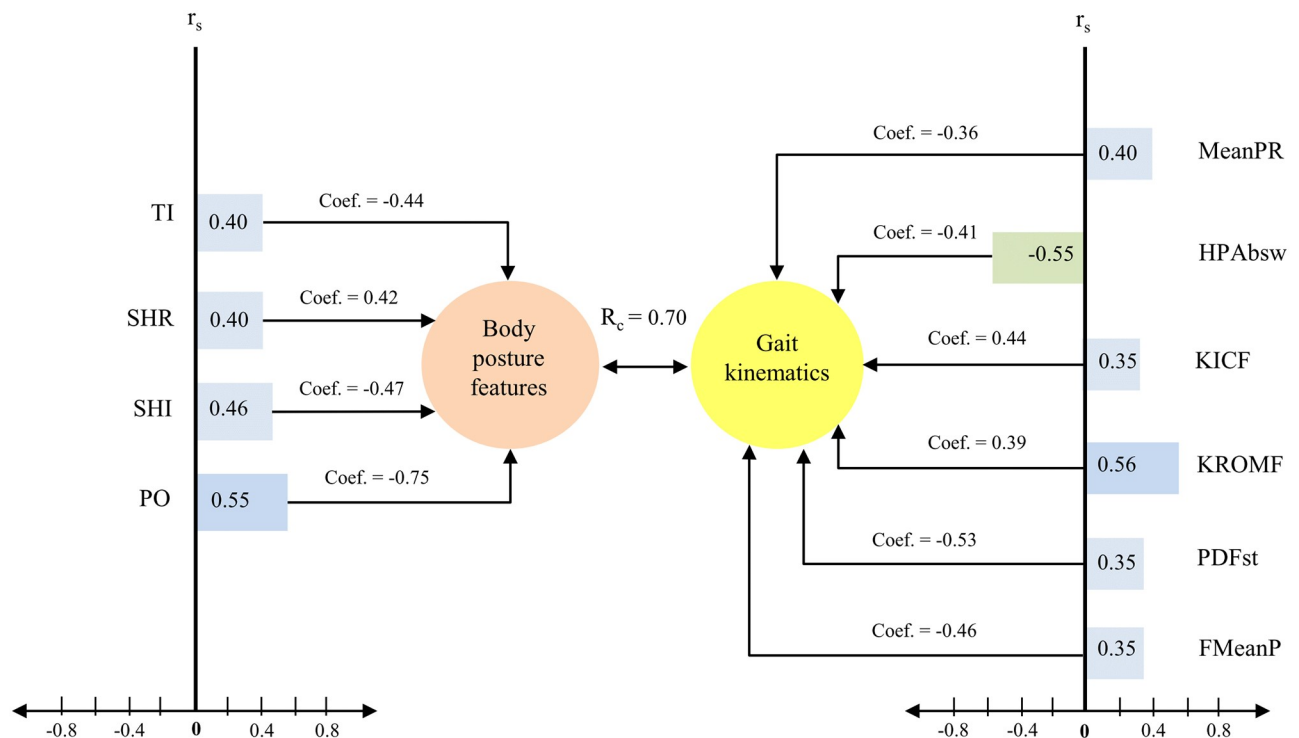 r_s
r_s
Coef. = -0.36
0.40
MeanPR
TI
0.40
Coef. = -0.44
Coef. = -0.41
-0.55
HPAbsw
SHR
0.40
Coef. = 0.42
Body
posture
features
R_c = 0.70
Gait
kinematics
Coef. = 0.44
0.35
KICF
SHI
0.46
Coef. = -0.47
Coef. = 0.39
0.56
KROMF
PO
0.55
Coef. = -0.75
Coef. = -0.53
0.35
PDFst
Coef. = -0.46
0.35
FMeanP
-0.8 -0.4 0 0.4 0.8
-0.8 -0.4 0 0.4 0.8